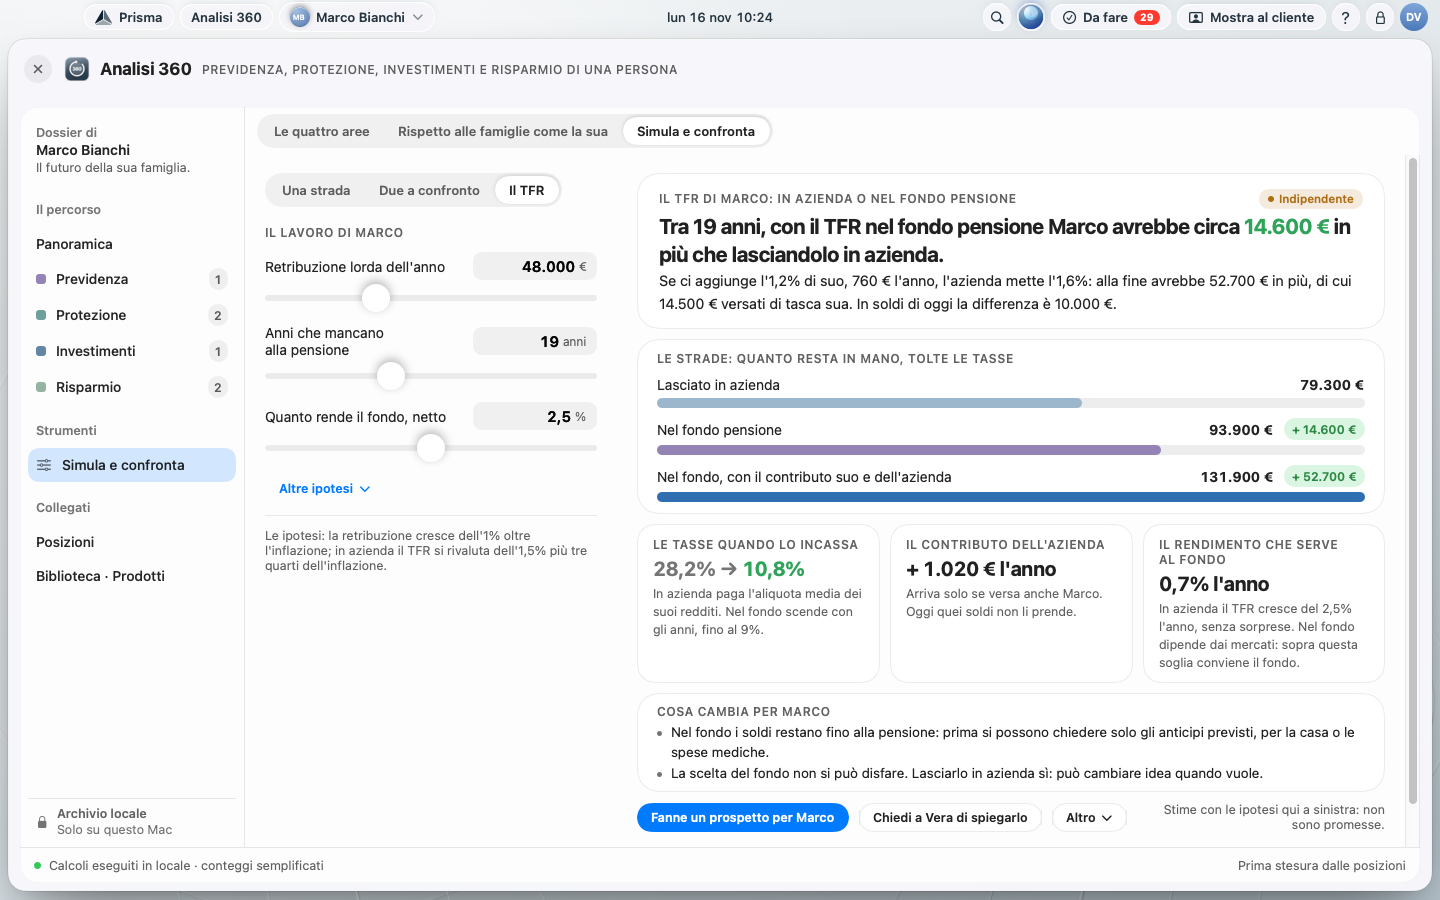 Prisma
Analisi 360
MB Marco Bianchi
lun 16 nov 10:24
Da fare 29
Mostra al cliente
?
DV
360
Analisi 360 PREVIDENZA, PROTEZIONE, INVESTIMENTI E RISPARMIO DI UNA PERSONA
Dossier di
Marco Bianchi
Il futuro della sua famiglia.
Il percorso
Panoramica
Previdenza 1
Protezione 2
Investimenti 1
Risparmio 2
Strumenti
Simula e confronta
Collegati
Posizioni
Biblioteca · Prodotti
Archivio locale
Solo su questo Mac
Le quattro aree
Rispetto alle famiglie come la sua
Simula e confronta
Una strada
Due a confronto
Il TFR
IL LAVORO DI MARCO
Retribuzione lorda dell'anno 48.000 €
Anni che mancano
alla pensione
19 anni
Quanto rende il fondo, netto 2,5 %
Altre ipotesi
Le ipotesi: la retribuzione cresce dell'1% oltre
l'inflazione; in azienda il TFR si rivaluta dell'1,5% più tre
quarti dell'inflazione.
IL TFR DI MARCO: IN AZIENDA O NEL FONDO PENSIONE
Indipendente
Tra 19 anni, con il TFR nel fondo pensione Marco avrebbe circa 14.600 € in
più che lasciandolo in azienda.
Se ci aggiunge l'1,2% di suo, 760 € l'anno, l'azienda mette l'1,6%: alla fine avrebbe 52.700 € in più, di cui
14.500 € versati di tasca sua. In soldi di oggi la differenza è 10.000 €.
LE STRADE: QUANTO RESTA IN MANO, TOLTE LE TASSE
Lasciato in azienda 79.300 €
Nel fondo pensione 93.900 € + 14.600 €
Nel fondo, con il contributo suo e dell'azienda 131.900 € + 52.700 €
LE TASSE QUANDO LO INCASSA
28,2% → 10,8%
In azienda paga l'aliquota media dei
suoi redditi. Nel fondo scende con
gli anni, fino al 9%.
IL CONTRIBUTO DELL'AZIENDA
+ 1.020 € l'anno
Arriva solo se versa anche Marco.
Oggi quei soldi non li prende.
IL RENDIMENTO CHE SERVE
AL FONDO
0,7% l'anno
In azienda il TFR cresce del 2,5%
l'anno, senza sorprese. Nel fondo
dipende dai mercati: sopra questa
soglia conviene il fondo.
COSA CAMBIA PER MARCO
• Nel fondo i soldi restano fino alla pensione: prima si possono chiedere solo gli anticipi previsti, per la casa o le
spese mediche.
• La scelta del fondo non si può disfare. Lasciarlo in azienda sì: può cambiare idea quando vuole.
Fanne un prospetto per Marco
Chiedi a Vera di spiegarlo
Altro
Stime con le ipotesi qui a sinistra: non
sono promesse.
Calcoli eseguiti in locale · conteggi semplificati
Prima stesura dalle posizioni